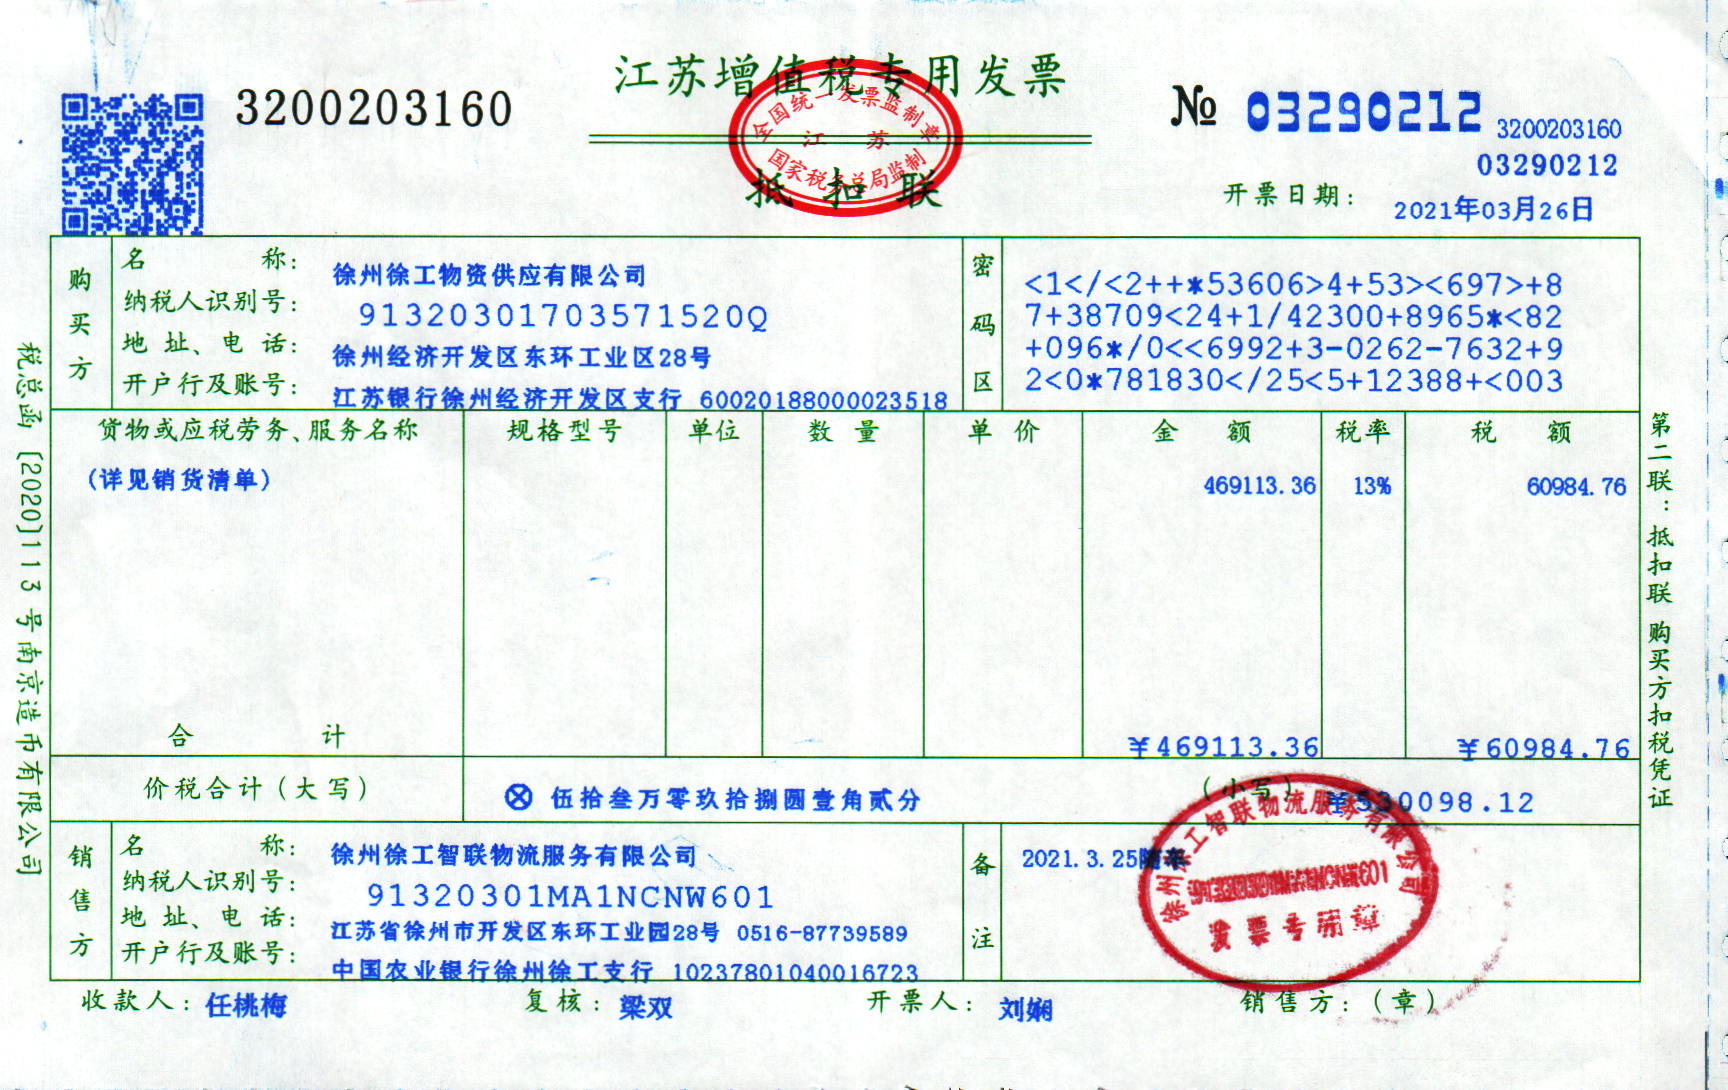 江苏增值税专用发票
3200203160
№ 03290212
3200203160
03290212
全国统一发票监制章
江苏
国家税务总局监制
抵扣联
开票日期: 2021年03月26日
购买方
名称: 徐州徐工物资供应有限公司
纳税人识别号: 91320301703571520Q
地址、电话: 徐州经济开发区东环工业区28号
开户行及账号: 江苏银行徐州经济开发区支行 60020188000023518
密码区
<1</<2++*53606>4+53><697>+8
7+38709<24+1/42300+8965*<82
+096*/0<<6992+3-0262-7632+9
2<0*781830</25<5+12388+<003
货物或应税劳务、服务名称 规格型号 单位 数量 单价 金额 税率 税额
(详见销货清单) 469113.36 13% 60984.76
合计 ¥469113.36 ¥60984.76
价税合计(大写) ⊗ 伍拾叁万零玖拾捌圆壹角贰分 (小写) ¥530098.12
销售方
名称: 徐州徐工智联物流服务有限公司
纳税人识别号: 91320301MA1NCNW601
地址、电话: 江苏省徐州市开发区东环工业园28号 0516-87739589
开户行及账号: 中国农业银行徐州徐工支行 10237801040016723
备注
2021.3.25随车
徐州徐工智联物流服务有限公司
发票专用章
收款人: 任桃梅 复核: 梁双 开票人: 刘娴 销售方:(章)
税总函[2020]113号南京造币有限公司
第二联:抵扣联 购买方扣税凭证